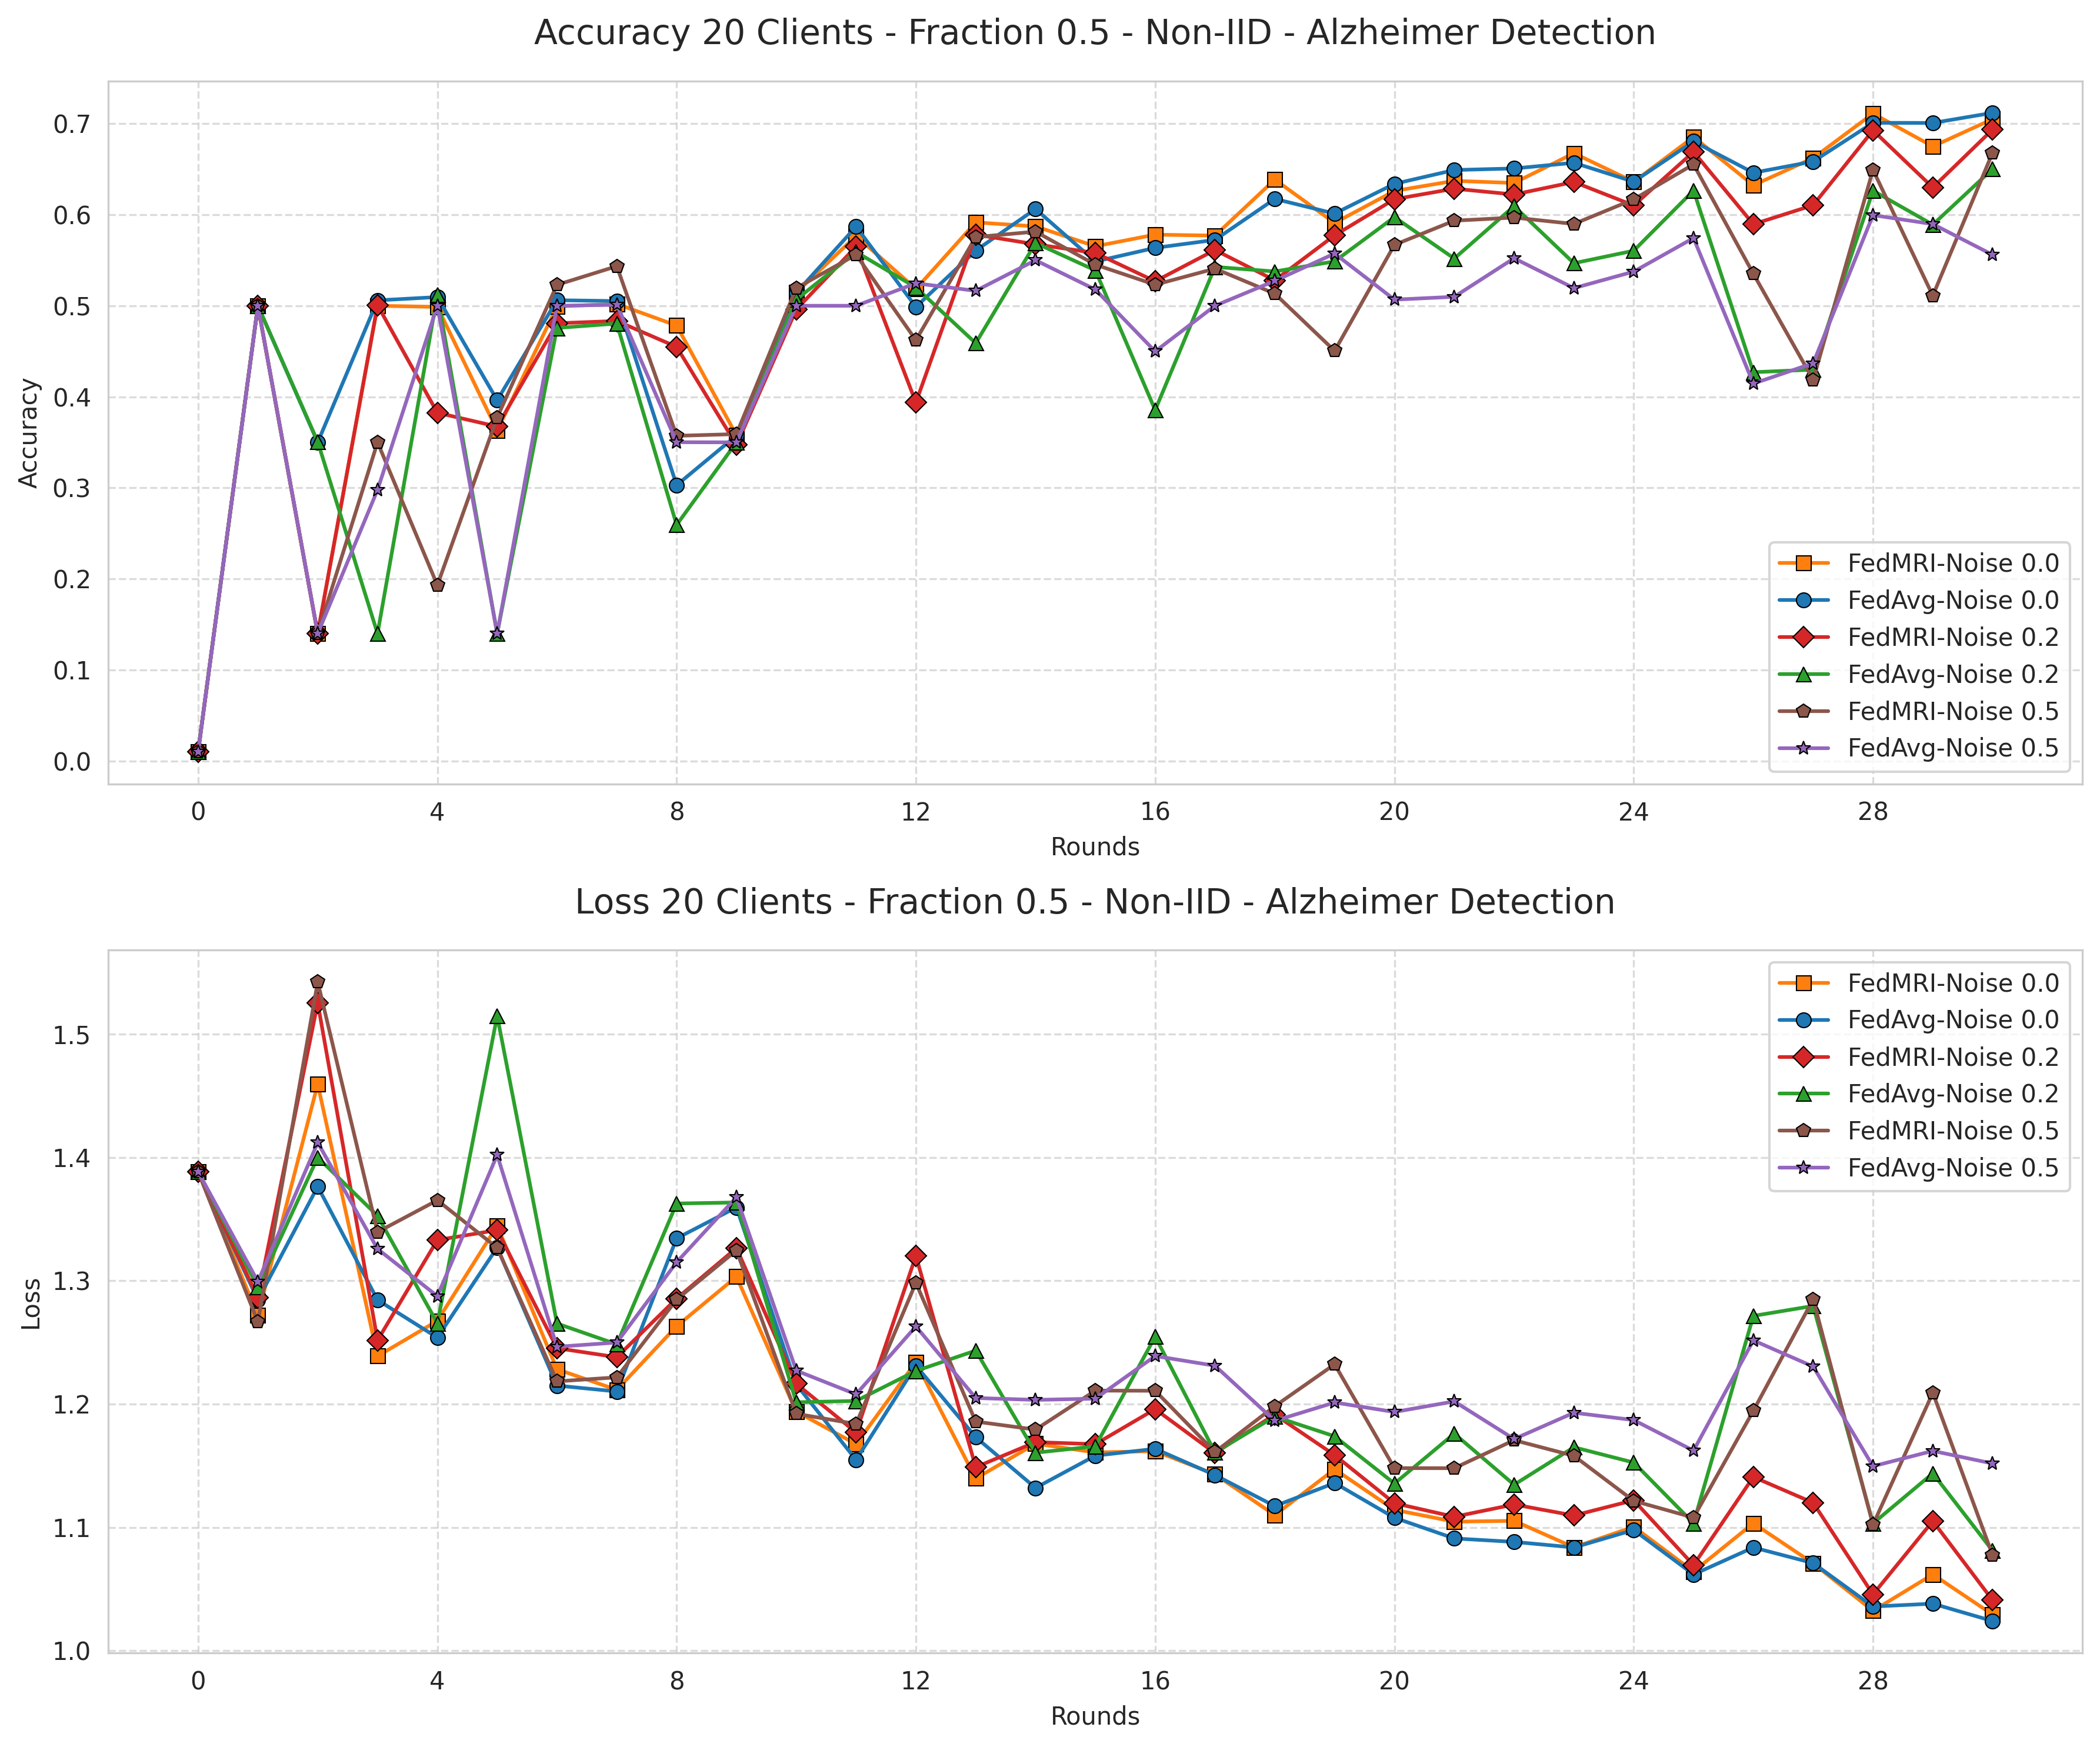 Accuracy 20 Clients - Fraction 0.5 - Non-IID - Alzheimer Detection
Accuracy
0.7
0.6
0.5
0.4
0.3
0.2
0.1
0.0
FedMRI-Noise 0.0
FedAvg-Noise 0.0
FedMRI-Noise 0.2
FedAvg-Noise 0.2
FedMRI-Noise 0.5
FedAvg-Noise 0.5
0 4 8 12 16 20 24 28
Rounds
Loss 20 Clients - Fraction 0.5 - Non-IID - Alzheimer Detection
Loss
1.5
1.4
1.3
1.2
1.1
1.0
FedMRI-Noise 0.0
FedAvg-Noise 0.0
FedMRI-Noise 0.2
FedAvg-Noise 0.2
FedMRI-Noise 0.5
FedAvg-Noise 0.5
0 4 8 12 16 20 24 28
Rounds